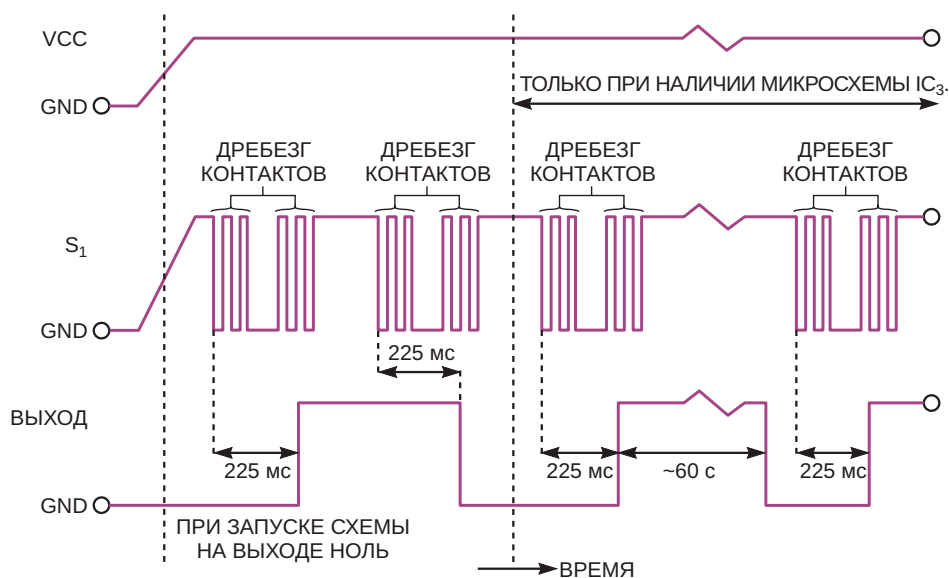 VCC
GND
ТОЛЬКО ПРИ НАЛИЧИИ МИКРОСХЕМЫ IC3.
ДРЕБЕЗГ
КОНТАКТОВ
ДРЕБЕЗГ
КОНТАКТОВ
ДРЕБЕЗГ
КОНТАКТОВ
ДРЕБЕЗГ
КОНТАКТОВ
S1
GND
225 мс
ВЫХОД
225 мс
225 мс
~60 с
225 мс
GND
ПРИ ЗАПУСКЕ СХЕМЫ
НА ВЫХОДЕ НОЛЬ
ВРЕМЯ